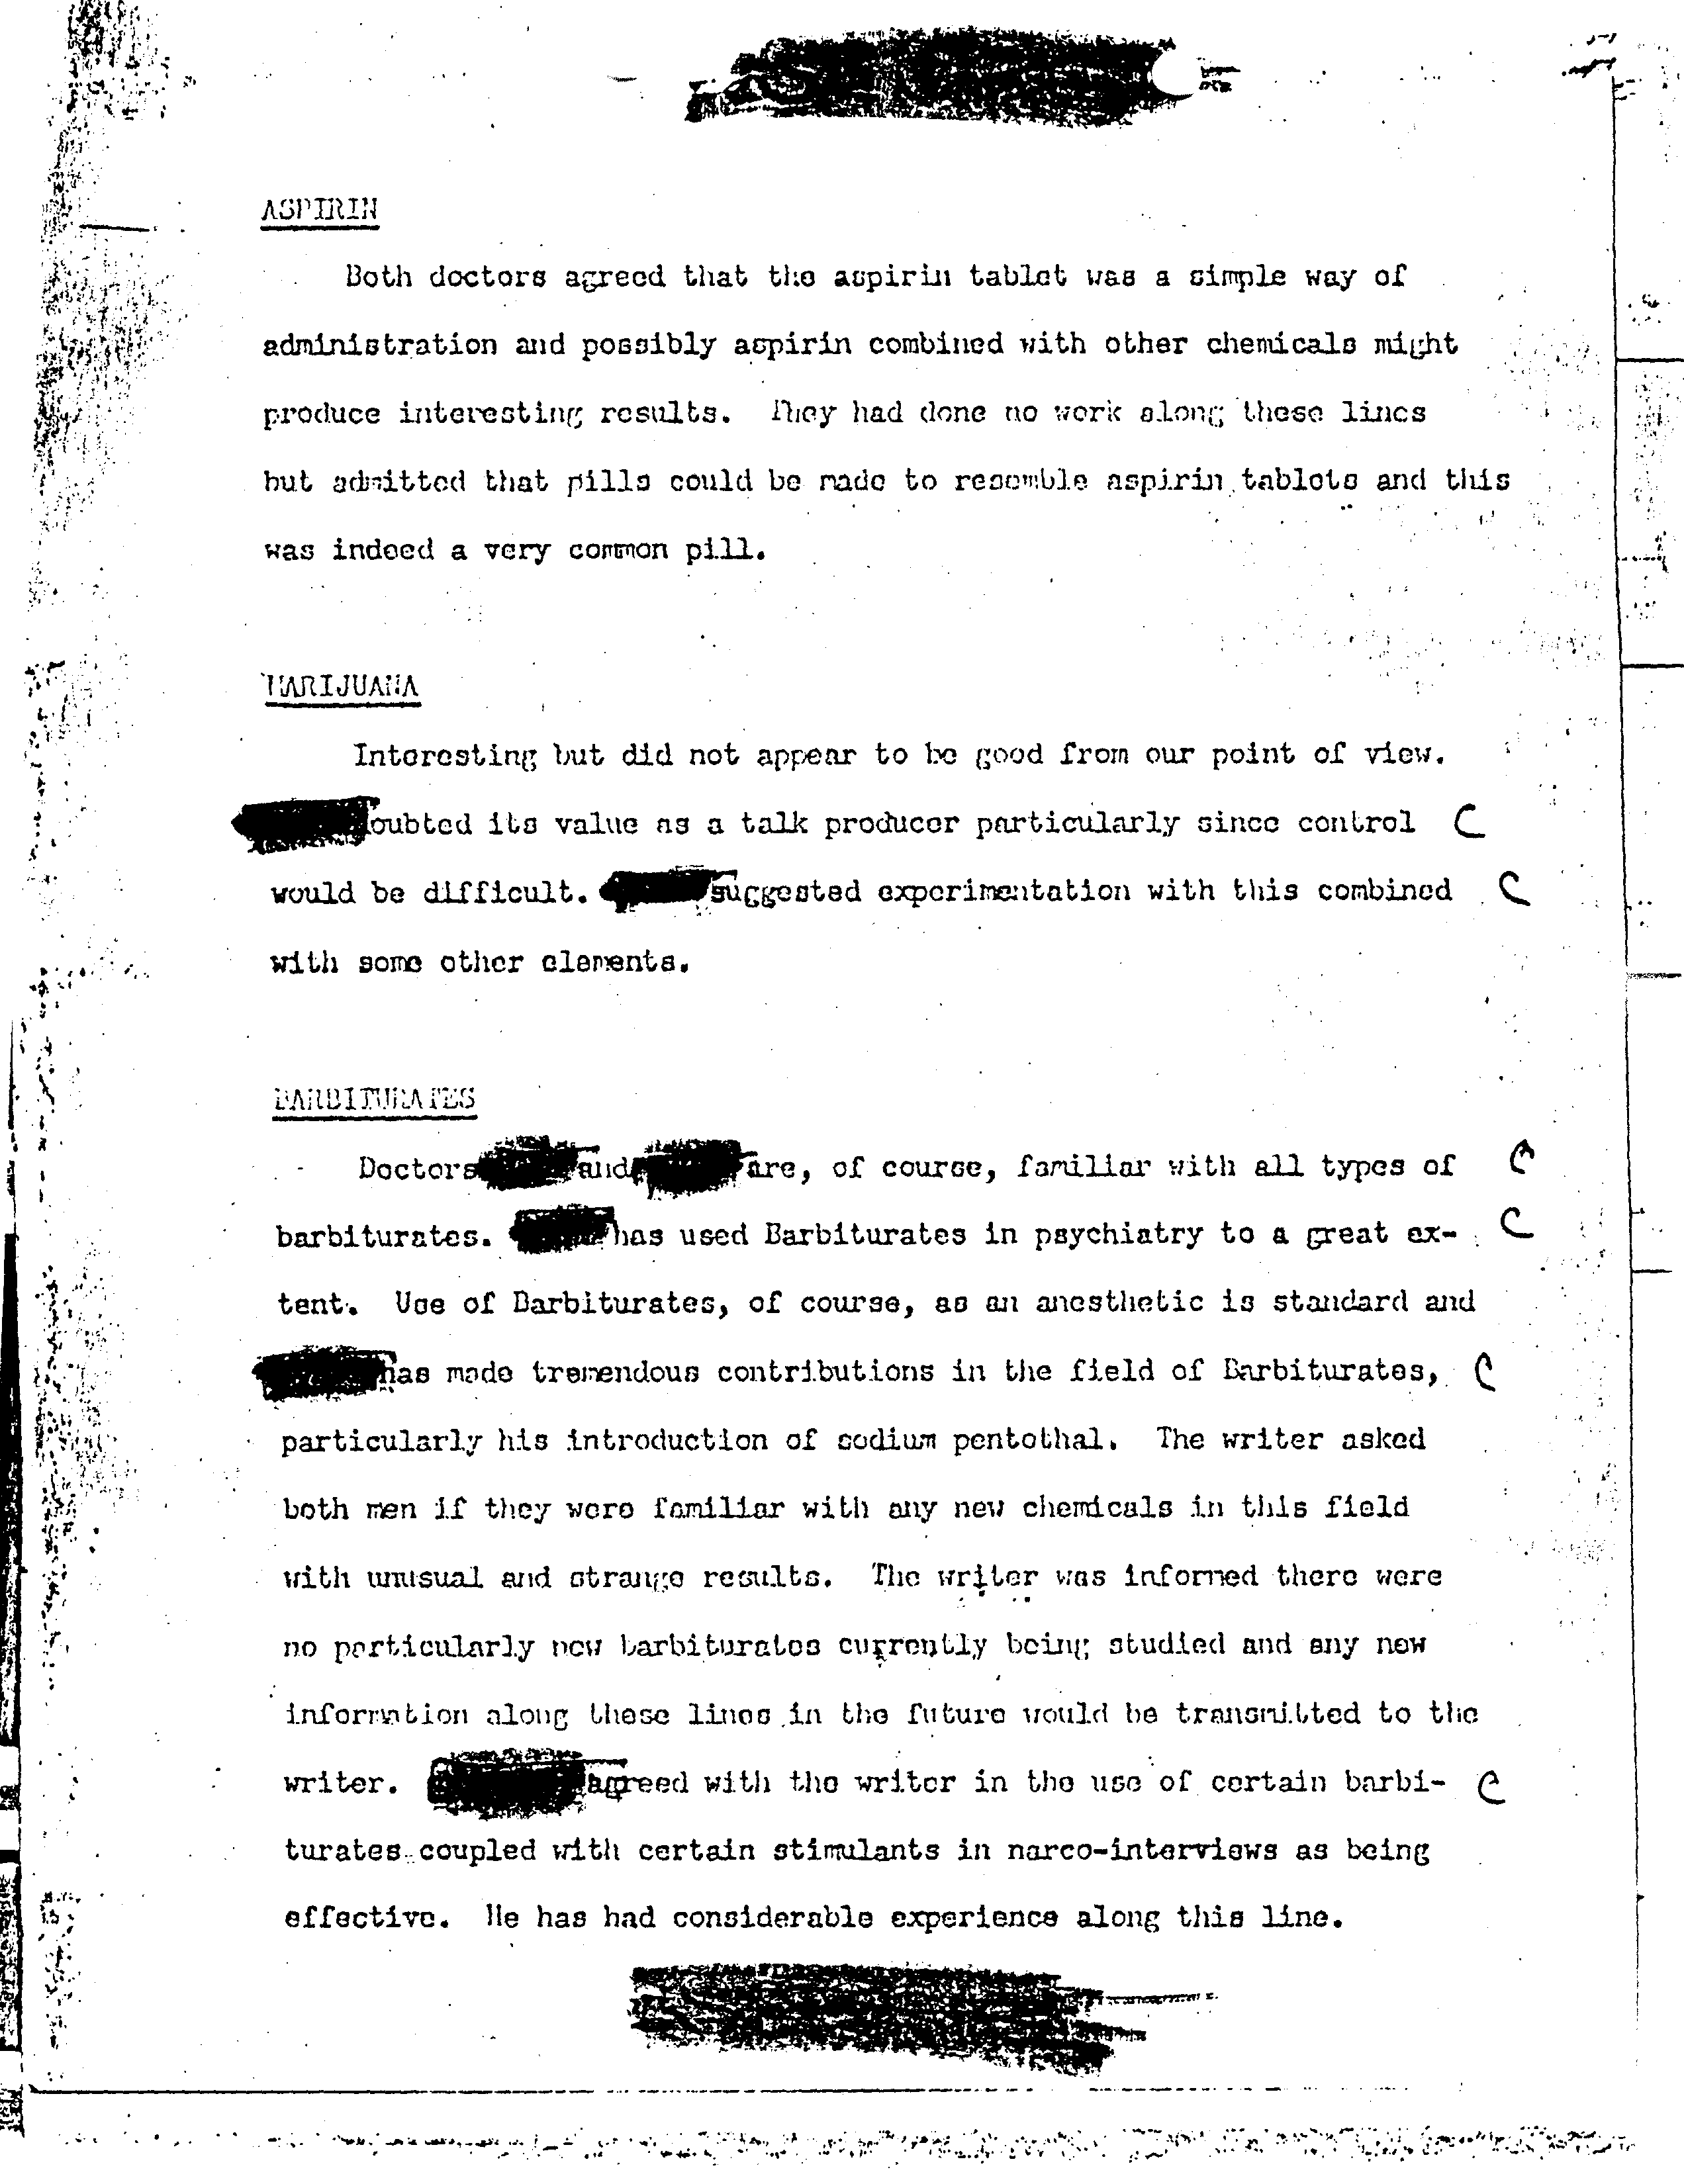 ASPIRIN
Both doctors agreed that the aspirin tablet was a simple way of
administration and possibly aspirin combined with other chemicals might
produce interesting results. They had done no work along these lines
but admitted that pills could be made to resemble aspirin tablets and this
was indeed a very common pill.
MARIJUANA
Interesting but did not appear to be good from our point of view.
oubted its value as a talk producer particularly since control C
would be difficult. suggested experimentation with this combined C
with some other elements.
BARBITURATES
Doctors and are, of course, familiar with all types of C
barbiturates. has used Barbiturates in psychiatry to a great ex- C
tent. Use of Barbiturates, of course, as an anesthetic is standard and
has made tremendous contributions in the field of Barbiturates, C
particularly his introduction of sodium pentothal. The writer asked
both men if they were familiar with any new chemicals in this field
with unusual and strange results. The writer was informed there were
no particularly new barbiturates currently being studied and any new
information along these lines in the future would be transmitted to the
writer. agreed with the writer in the use of certain barbi- C
turates coupled with certain stimulants in narco-interviews as being
effective. He has had considerable experience along this line.